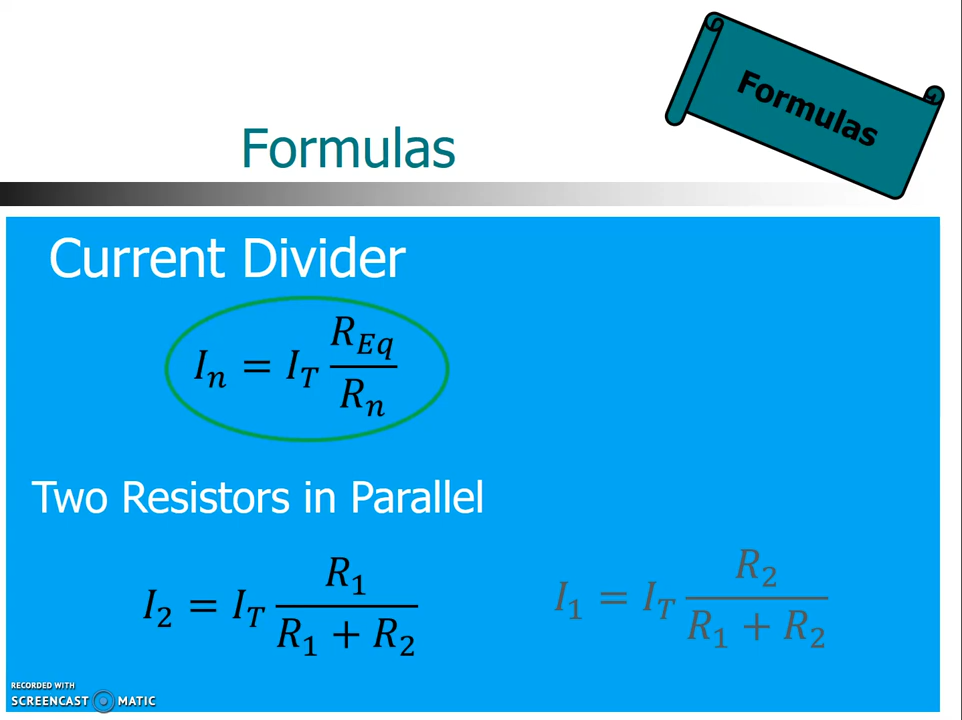 Formulas
Formulas
Current Divider
I_n = I_T R_Eq / R_n
Two Resistors in Parallel
I_2 = I_T R_1 / (R_1 + R_2)
I_1 = I_T R_2 / (R_1 + R_2)
RECORDED WITH
SCREENCAST MATIC